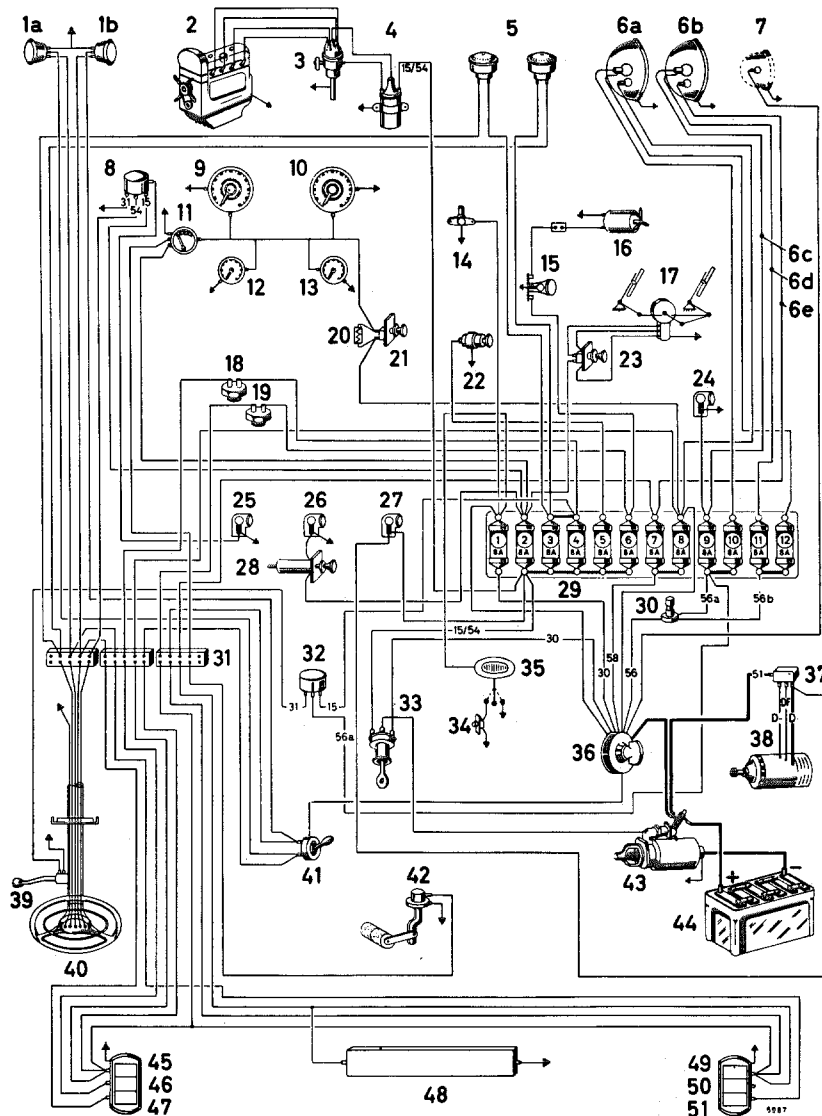 1a 1b 2 3 4 5 6a 6b 7
15/54
8 9 10
31 54 15
11 12 13 14 15 16 17
6c
6d
6e
20 21 22 23
18 19 24
25 26 27
28
1 2 3 4 5 6 7 8 9 10 11 12
8A 8A 8A 8A 8A 8A 8A 8A 8A 8A 8A 8A
29 30 56a 56b
15/54 30 30 58 56
31 32 35 51 37
31 15
DF
D- D-
56a 33 34 36 38
39 40 41 42 43 + − 44
45 49
46 50
47 48 51